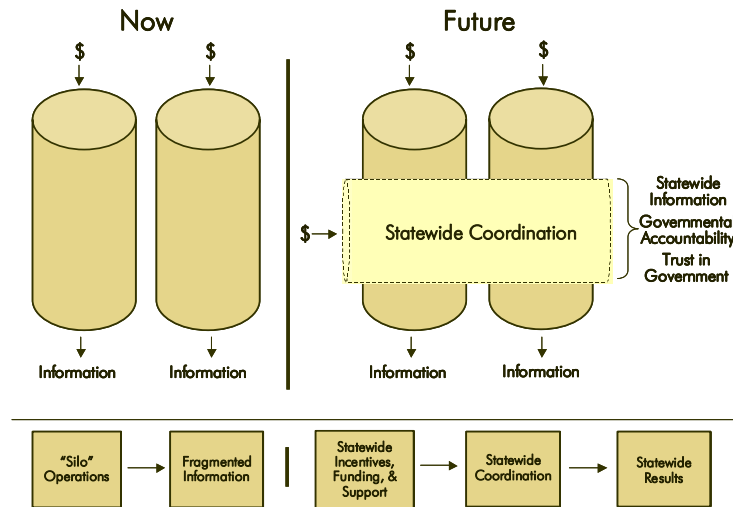 Now
Future
$
$
$
$
$
Statewide Coordination
Statewide
Information
Governmenta
Accountability
Trust in
Government
Information
Information
Information
Information
“Silo”
Operations
Fragmented
Information
Statewide
Incentives,
Funding, &
Support
Statewide
Coordination
Statewide
Results